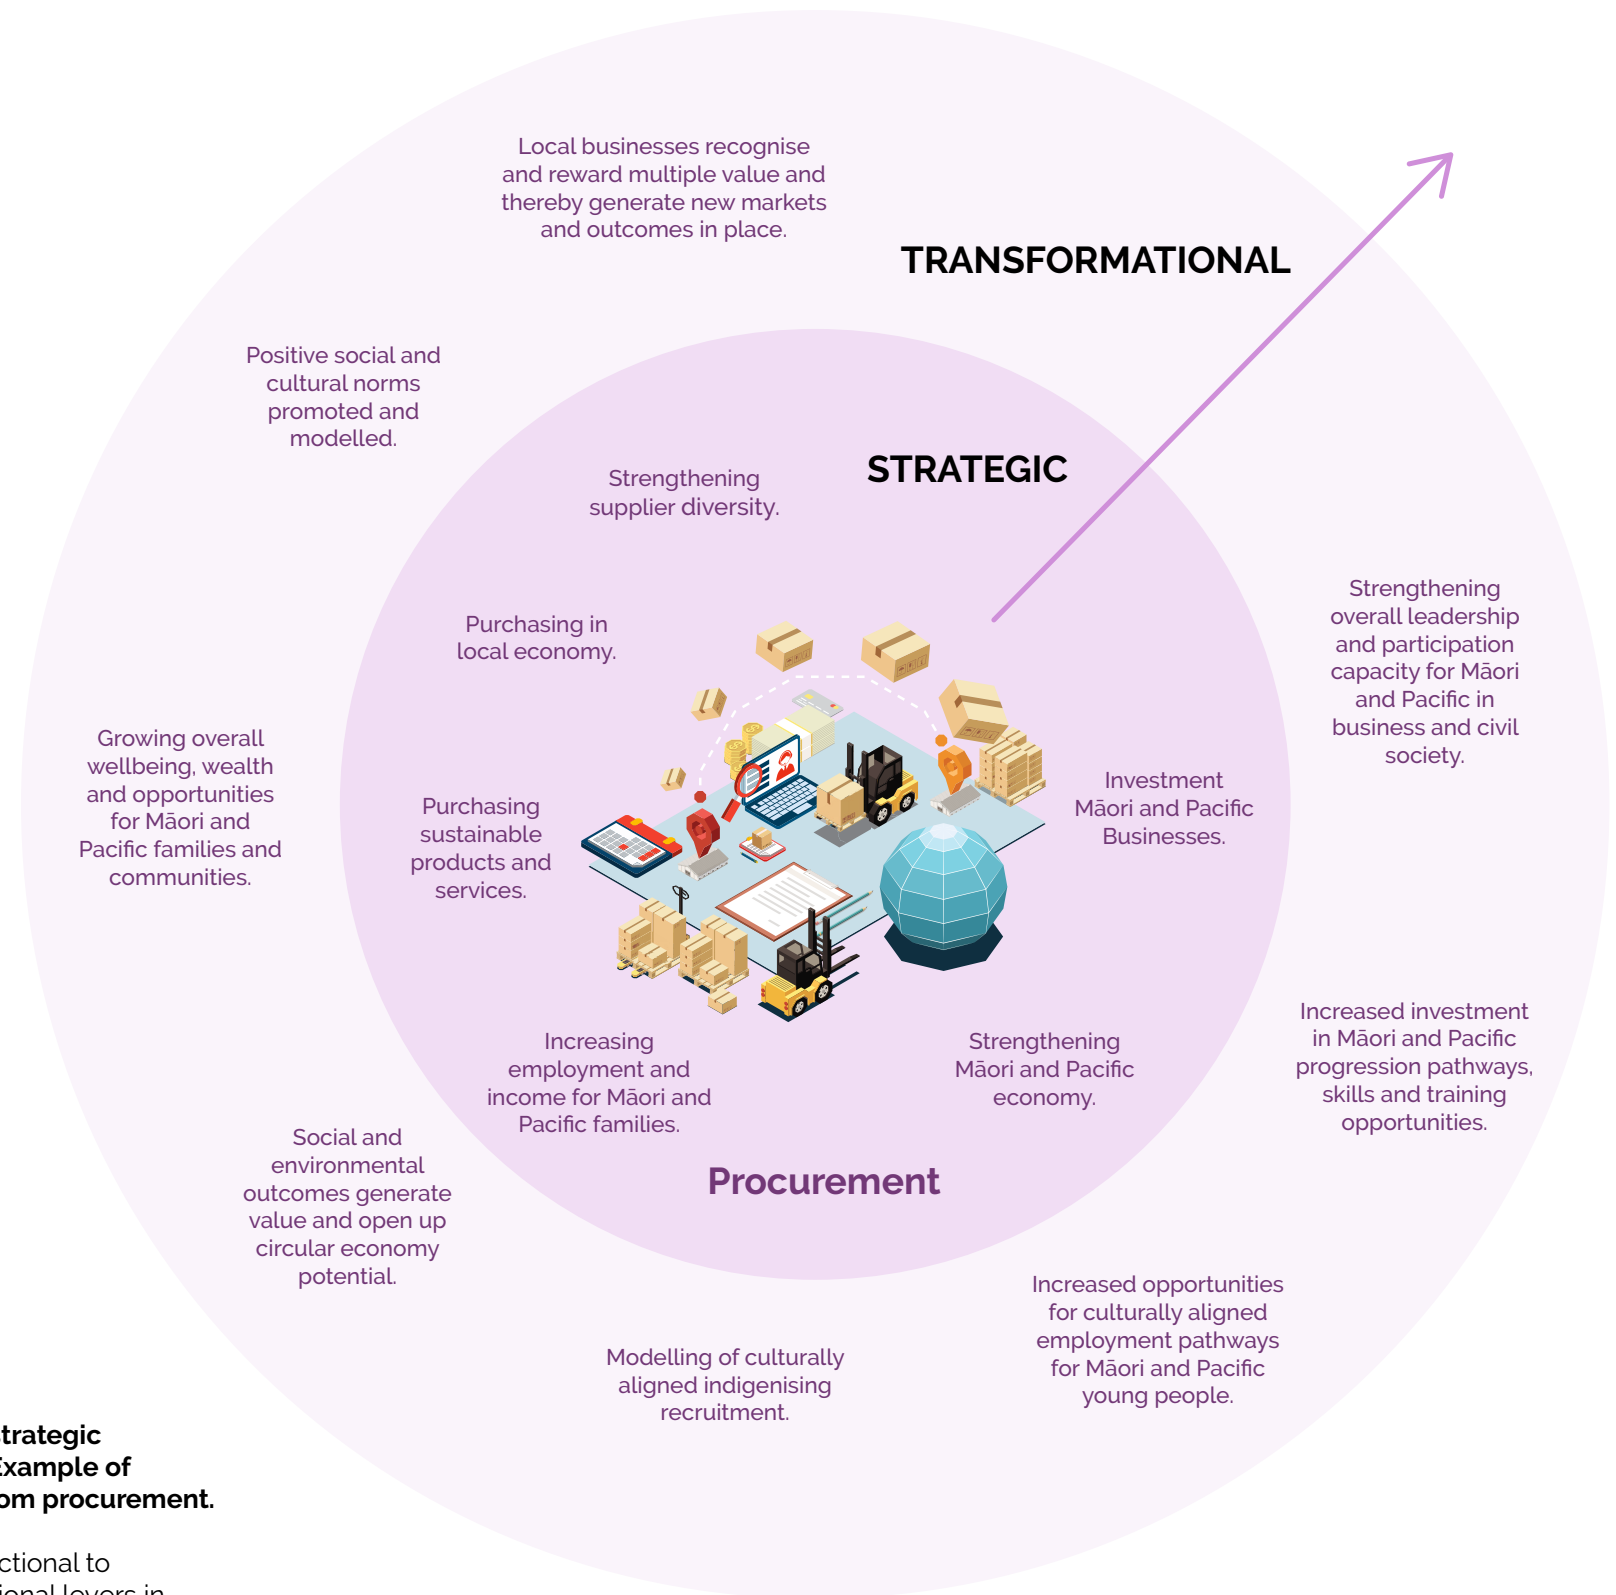 Local businesses recognise
and reward multiple value and
thereby generate new markets
and outcomes in place.
TRANSFORMATIONAL
Positive social and
cultural norms
promoted and
modelled.
STRATEGIC
Strengthening
supplier diversity.
Purchasing in
local economy.
Strengthening
overall leadership
and participation
capacity for Māori
and Pacific in
business and civil
society.
Growing overall
wellbeing, wealth
and opportunities
for Māori and
Pacific families and
communities.
Purchasing
sustainable
products and
services.
Investment
Māori and Pacific
Businesses.
Increasing
employment and
income for Māori and
Pacific families.
Strengthening
Māori and Pacific
economy.
Increased investment
in Māori and Pacific
progression pathways,
skills and training
opportunities.
Procurement
Social and
environmental
outcomes generate
value and open up
circular economy
potential.
Increased opportunities
for culturally aligned
employment pathways
for Māori and Pacific
young people.
Modelling of culturally
aligned indigenising
recruitment.
trategic
Example of
om procurement.
ctional to
ional levers in